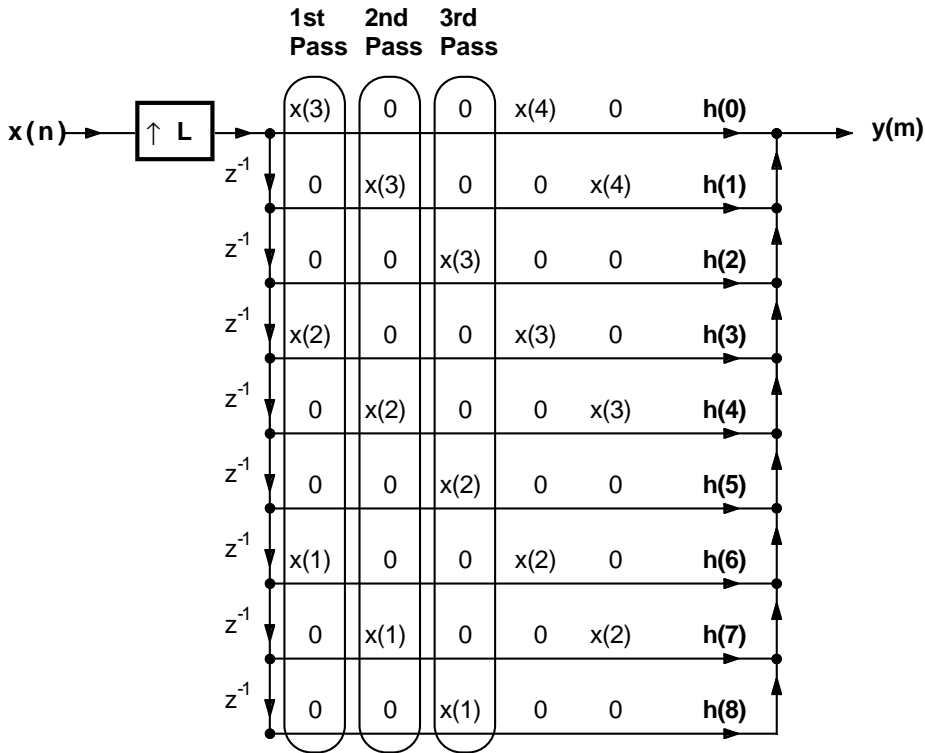 1st 2nd 3rd
Pass Pass Pass
x(3) 0 0 x(4) 0 h(0)
x(n) ↑ L y(m)
z-1
0 x(3) 0 0 x(4) h(1)
z-1
0 0 x(3) 0 0 h(2)
z-1
x(2) 0 0 x(3) 0 h(3)
z-1
0 x(2) 0 0 x(3) h(4)
z-1
0 0 x(2) 0 0 h(5)
z-1
x(1) 0 0 x(2) 0 h(6)
z-1
0 x(1) 0 0 x(2) h(7)
z-1
0 0 x(1) 0 0 h(8)